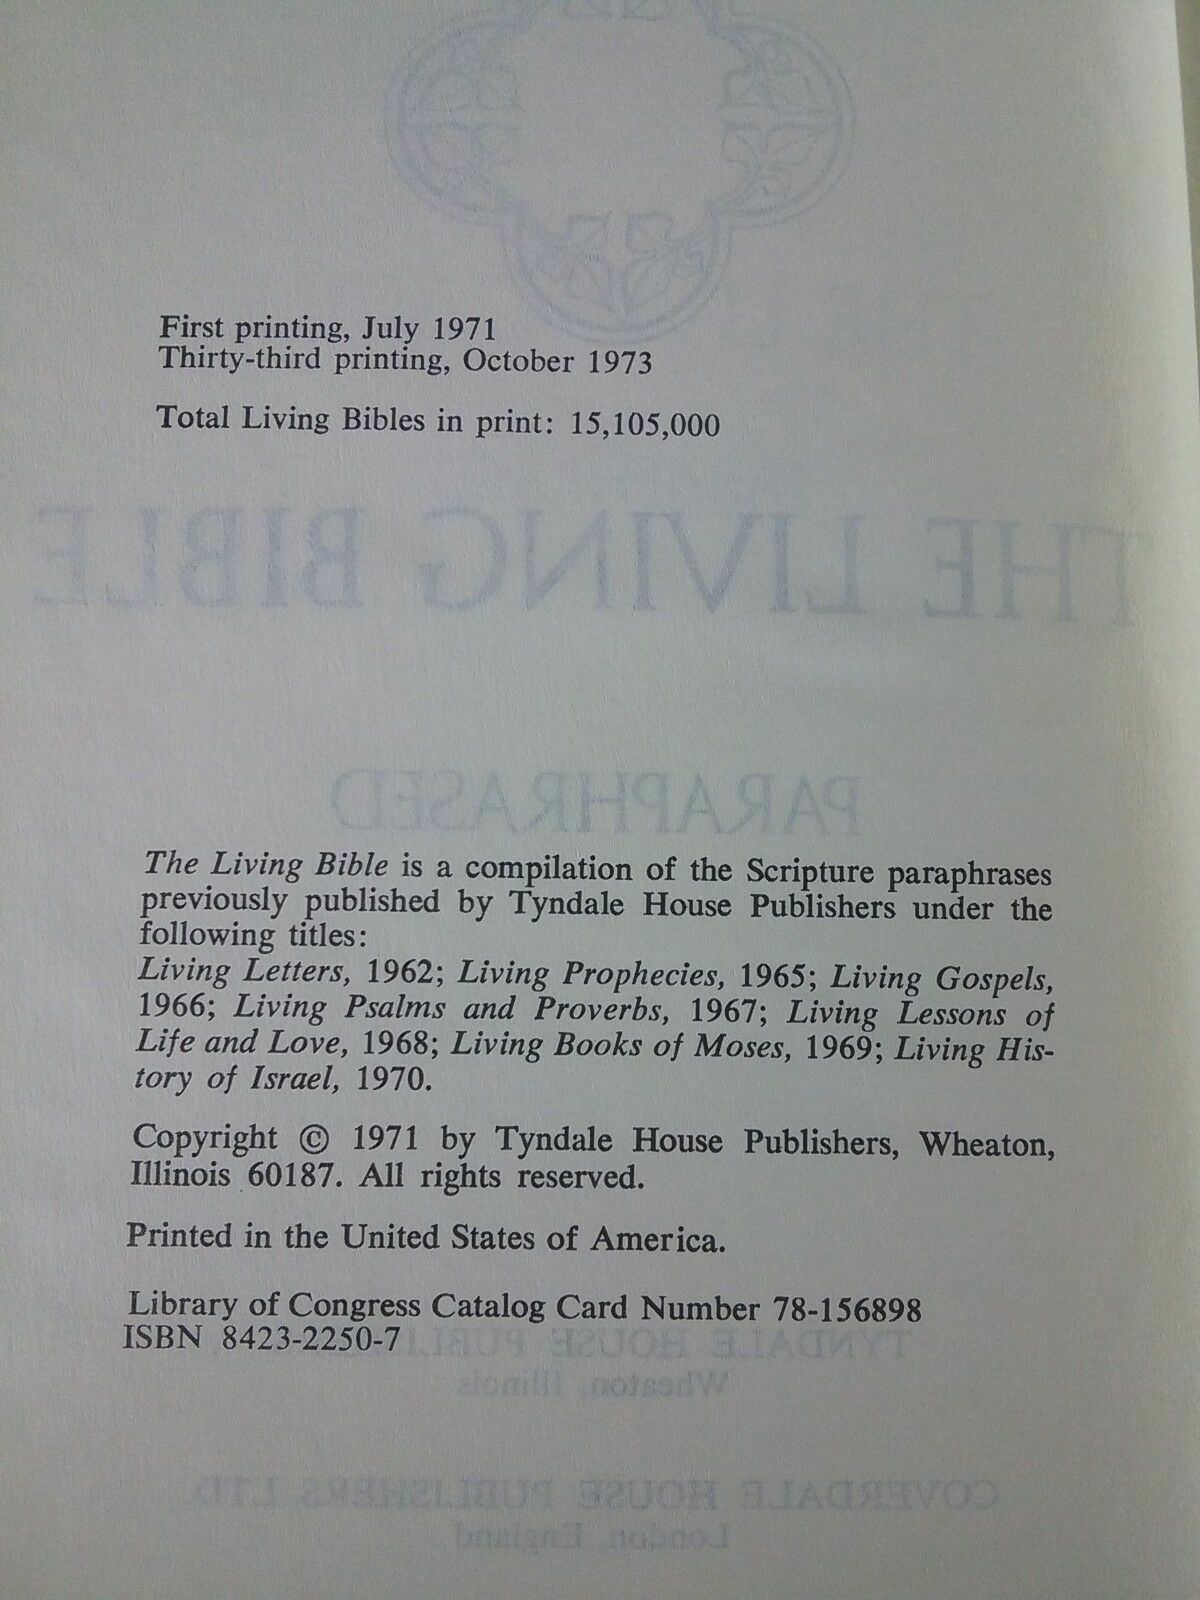 First printing, July 1971
Thirty-third printing, October 1973
Total Living Bibles in print: 15,105,000
THE LIVING BIBLE
PARAPHRASED
The Living Bible is a compilation of the Scripture paraphrases
previously published by Tyndale House Publishers under the
following titles:
Living Letters, 1962; Living Prophecies, 1965; Living Gospels,
1966; Living Psalms and Proverbs, 1967; Living Lessons of
Life and Love, 1968; Living Books of Moses, 1969; Living His-
tory of Israel, 1970.
Copyright © 1971 by Tyndale House Publishers, Wheaton,
Illinois 60187. All rights reserved.
Printed in the United States of America.
Library of Congress Catalog Card Number 78-156898
ISBN 8423-2250-7
TYNDALE HOUSE PUBLISHERS
Wheaton, Illinois
COVERDALE HOUSE PUBLISHERS LTD.
London, England